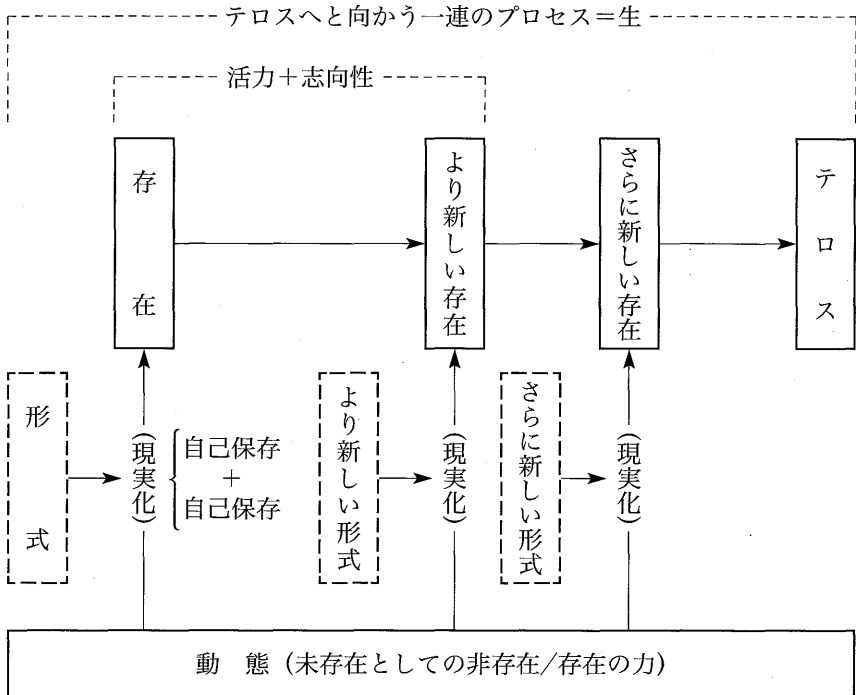 テロスへと向かう一連のプロセス＝生
活力＋志向性
存在
より新しい存在
さらに新しい存在
テロス
形式
(現実化)
自己保存
＋
自己保存
より新しい形式
(現実化)
さらに新しい形式
(現実化)
動 態 (未存在としての非存在/存在の力)